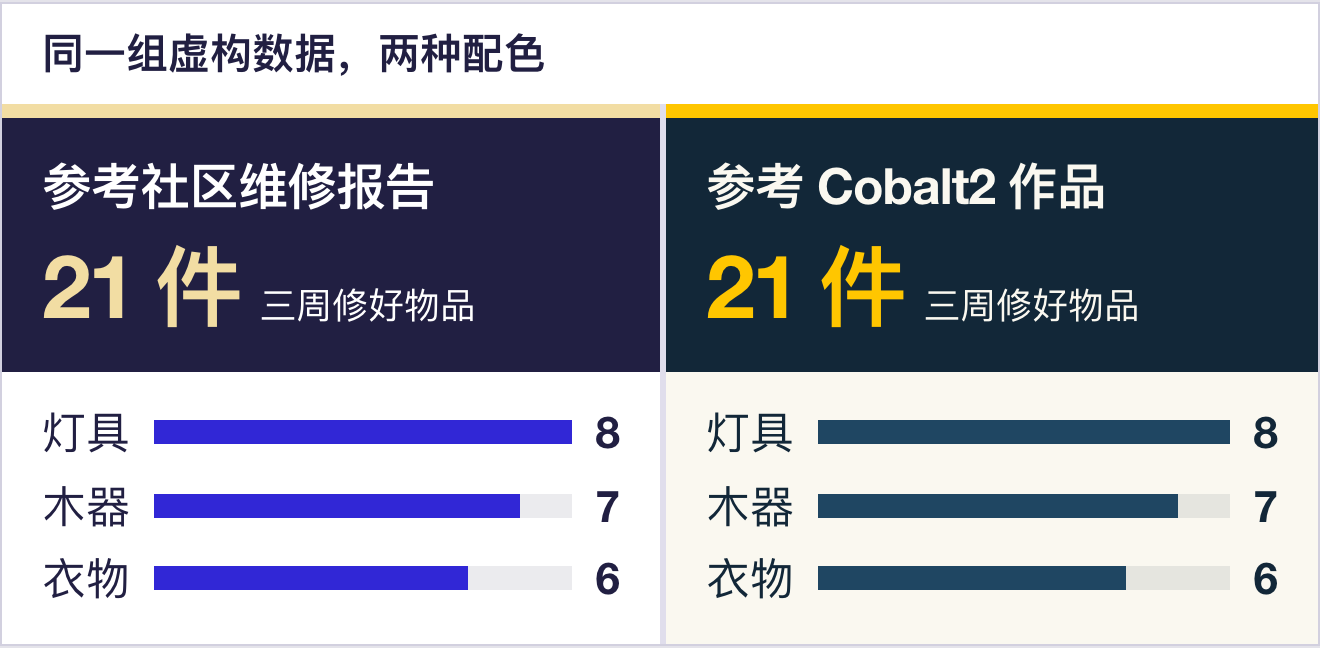 同一组虚构数据，两种配色
参考社区维修报告
21 件 三周修好物品
灯具 8
木器 7
衣物 6
参考 Cobalt2 作品
21 件 三周修好物品
灯具 8
木器 7
衣物 6